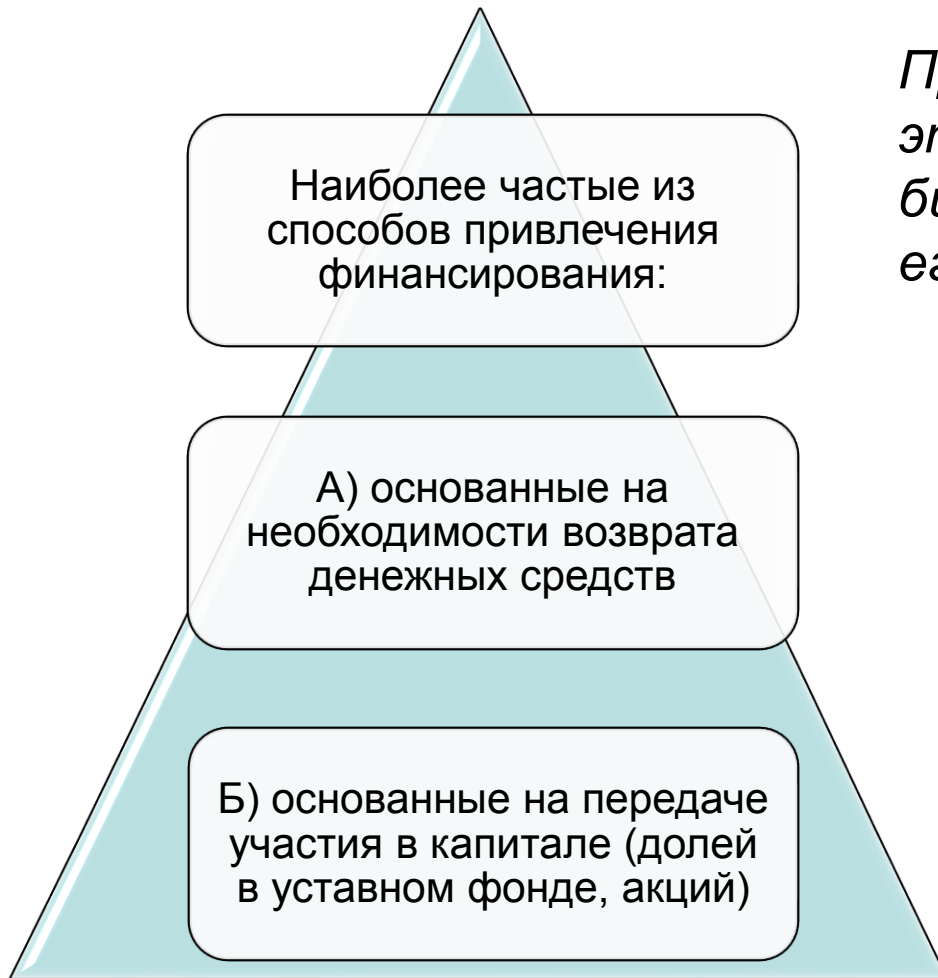 Наиболее частые из
способов привлечения
финансирования:
А) основанные на
необходимости возврата
денежных средств
Б) основанные на передаче
участия в капитале (долей
в уставном фонде, акций)